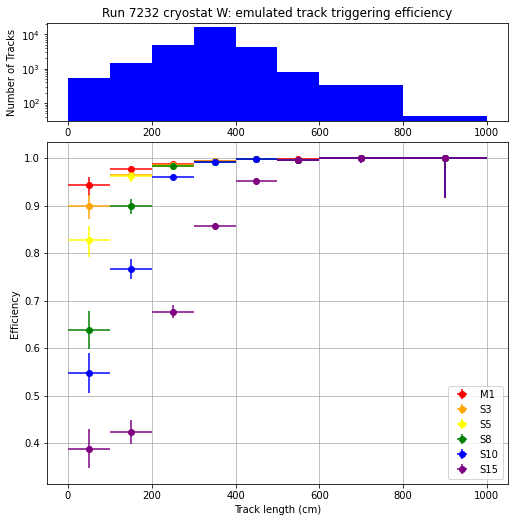 Run 7232 cryostat W: emulated track triggering efficiency
Number of Tracks
10^4
10^3
10^2
0 200 400 600 800 1000
Efficiency
1.0
0.9
0.8
0.7
0.6
0.5
0.4
M1
S3
S5
S8
S10
S15
0 200 400 600 800 1000
Track length (cm)